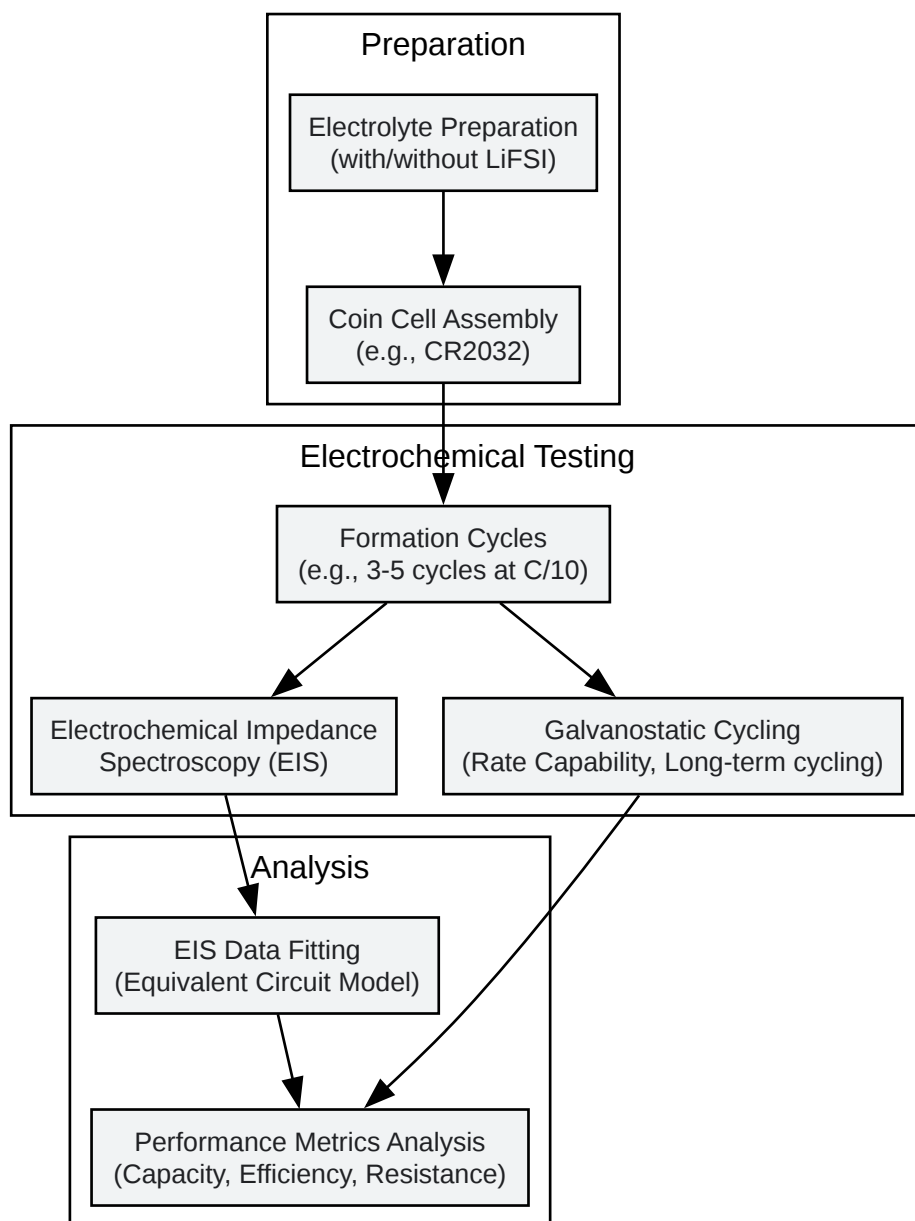 Preparation
Electrolyte Preparation
(with/without LiFSI)
Coin Cell Assembly
(e.g., CR2032)
Electrochemical Testing
Formation Cycles
(e.g., 3-5 cycles at C/10)
Electrochemical Impedance
Spectroscopy (EIS)
Galvanostatic Cycling
(Rate Capability, Long-term cycling)
Analysis
EIS Data Fitting
(Equivalent Circuit Model)
Performance Metrics Analysis
(Capacity, Efficiency, Resistance)